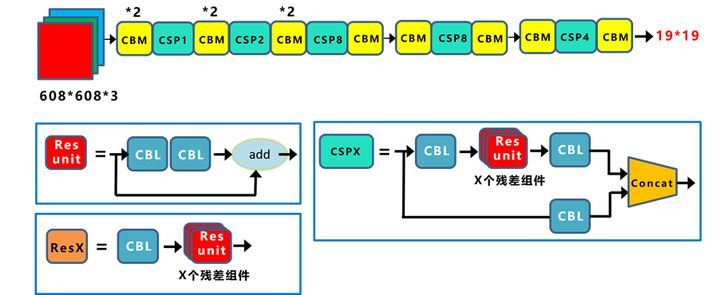 *2 *2 *2
CBM CSP1 CBM CSP2 CBM CSP8 CBM CBM CSP8 CBM CBM CSP4 CBM 19*19
608*608*3
Res unit = CBL CBL add
CSPX = CBL Res unit CBL
X个残差组件
Concat
CBL
ResX = CBL Res unit
X个残差组件